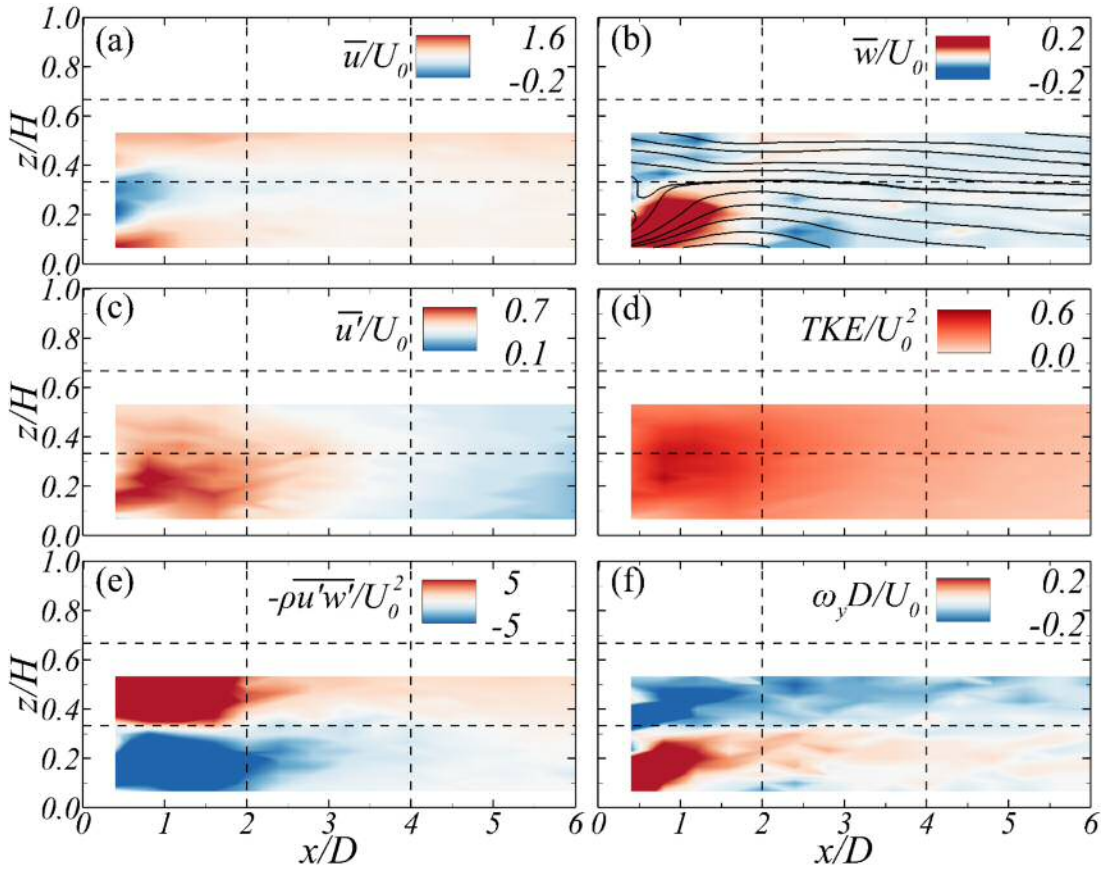 (a) u̅/U₀ 1.6 -0.2
z/H
1.0
0.8
0.6
0.4
0.2
0.0
(b) w̅/U₀ 0.2 -0.2
(c) u̅'̅/U₀ 0.7 0.1
z/H
1.0
0.8
0.6
0.4
0.2
0.0
(d) TKE/U₀² 0.6 0.0
(e) -ρu̅'̅w̅'̅/U₀² 5 -5
z/H
1.0
0.8
0.6
0.4
0.2
0.0
0 1 2 3 4 5 6
x/D
(f) ω_yD/U₀ 0.2 -0.2
0 1 2 3 4 5 6
x/D